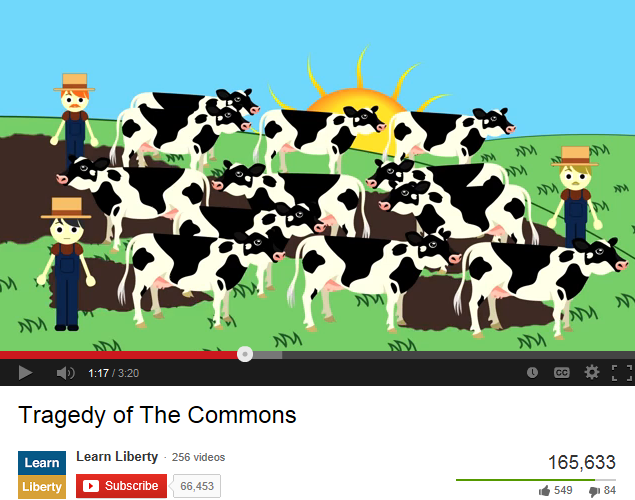 1:17 / 3:20
CC
Tragedy of The Commons
Learn
Liberty
Learn Liberty · 256 videos
Subscribe 66,453
165,633
549 84